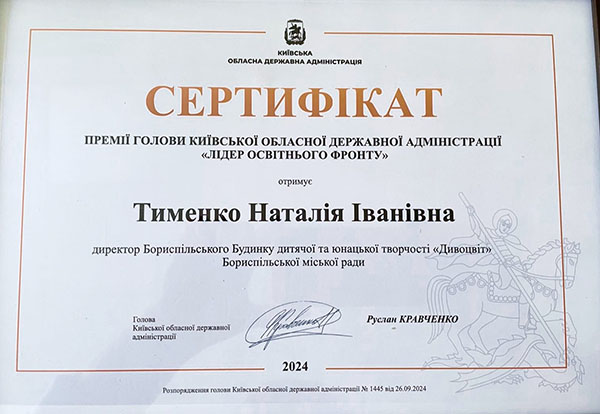 КИЇВСЬКА
ОБЛАСНА ДЕРЖАВНА АДМІНІСТРАЦІЯ
СЕРТИФІКАТ
ПРЕМІЇ ГОЛОВИ КИЇВСЬКОЇ ОБЛАСНОЇ ДЕРЖАВНОЇ АДМІНІСТРАЦІЇ
«ЛІДЕР ОСВІТНЬОГО ФРОНТУ»
отримує
Тименко Наталія Іванівна
директор Бориспільського Будинку дитячої та юнацької творчості «Дивоцвіт»
Бориспільської міської ради
Голова
Київської обласної державної
адміністрації
Руслан КРАВЧЕНКО
2024
Розпорядження голови Київської обласної державної адміністрації № 1445 від 26.09.2024